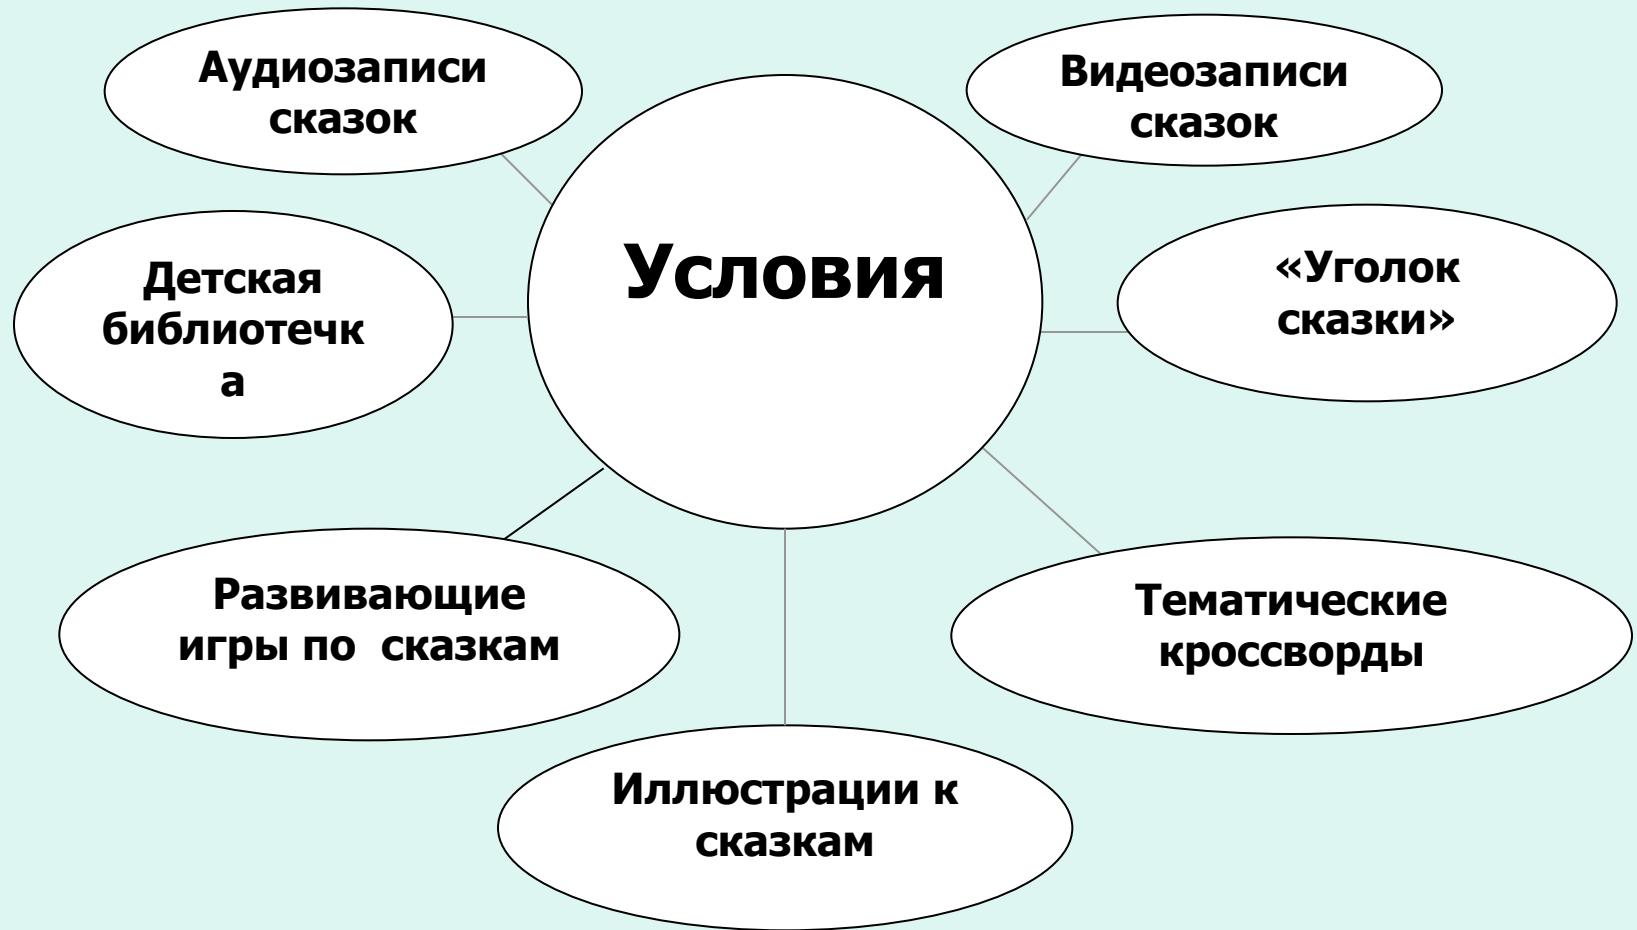 Аудиозаписи
сказок
Видеозаписи
сказок
Условия
Детская
библиотечк
а
«Уголок
сказки»
Развивающие
игры по  сказкам
Тематические
кроссворды
Иллюстрации к
сказкам